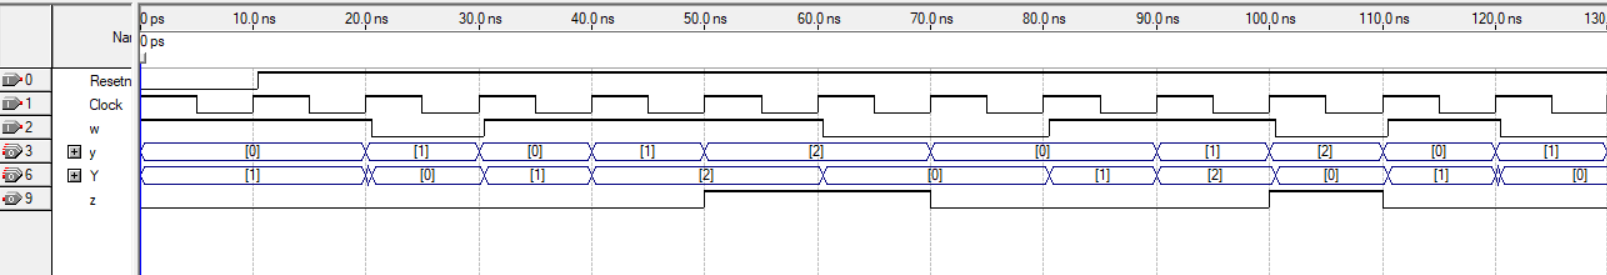 0 ps 10.0 ns 20.0 ns 30.0 ns 40.0 ns 50.0 ns 60.0 ns 70.0 ns 80.0 ns 90.0 ns 100.0 ns 110.0 ns 120.0 ns 130
Nai 0 ps
0 Resetn
1 Clock
2 w
3 y [0] [1] [0] [1] [2] [0] [1] [2] [0] [1]
6 Y [1] [0] [1] [2] [0] [1] [2] [0] [1] [0]
9 z